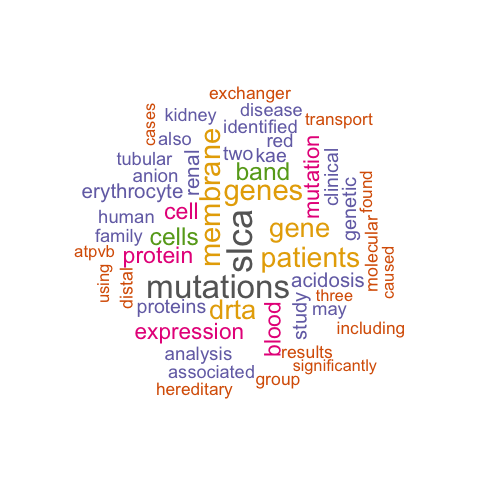 exchanger
cases
kidney
disease
transport
also
identified
red
tubular
renal
membrane
two
kae
mutation
anion
band
clinical
erythrocyte
genes
genetic
found
human
cell
slca
gene
family
cells
molecular
atpvb
protein
patients
caused
using
distal
mutations
acidosis
three
proteins
drta
blood
study
may
expression
including
analysis
results
associated
significantly
hereditary
group